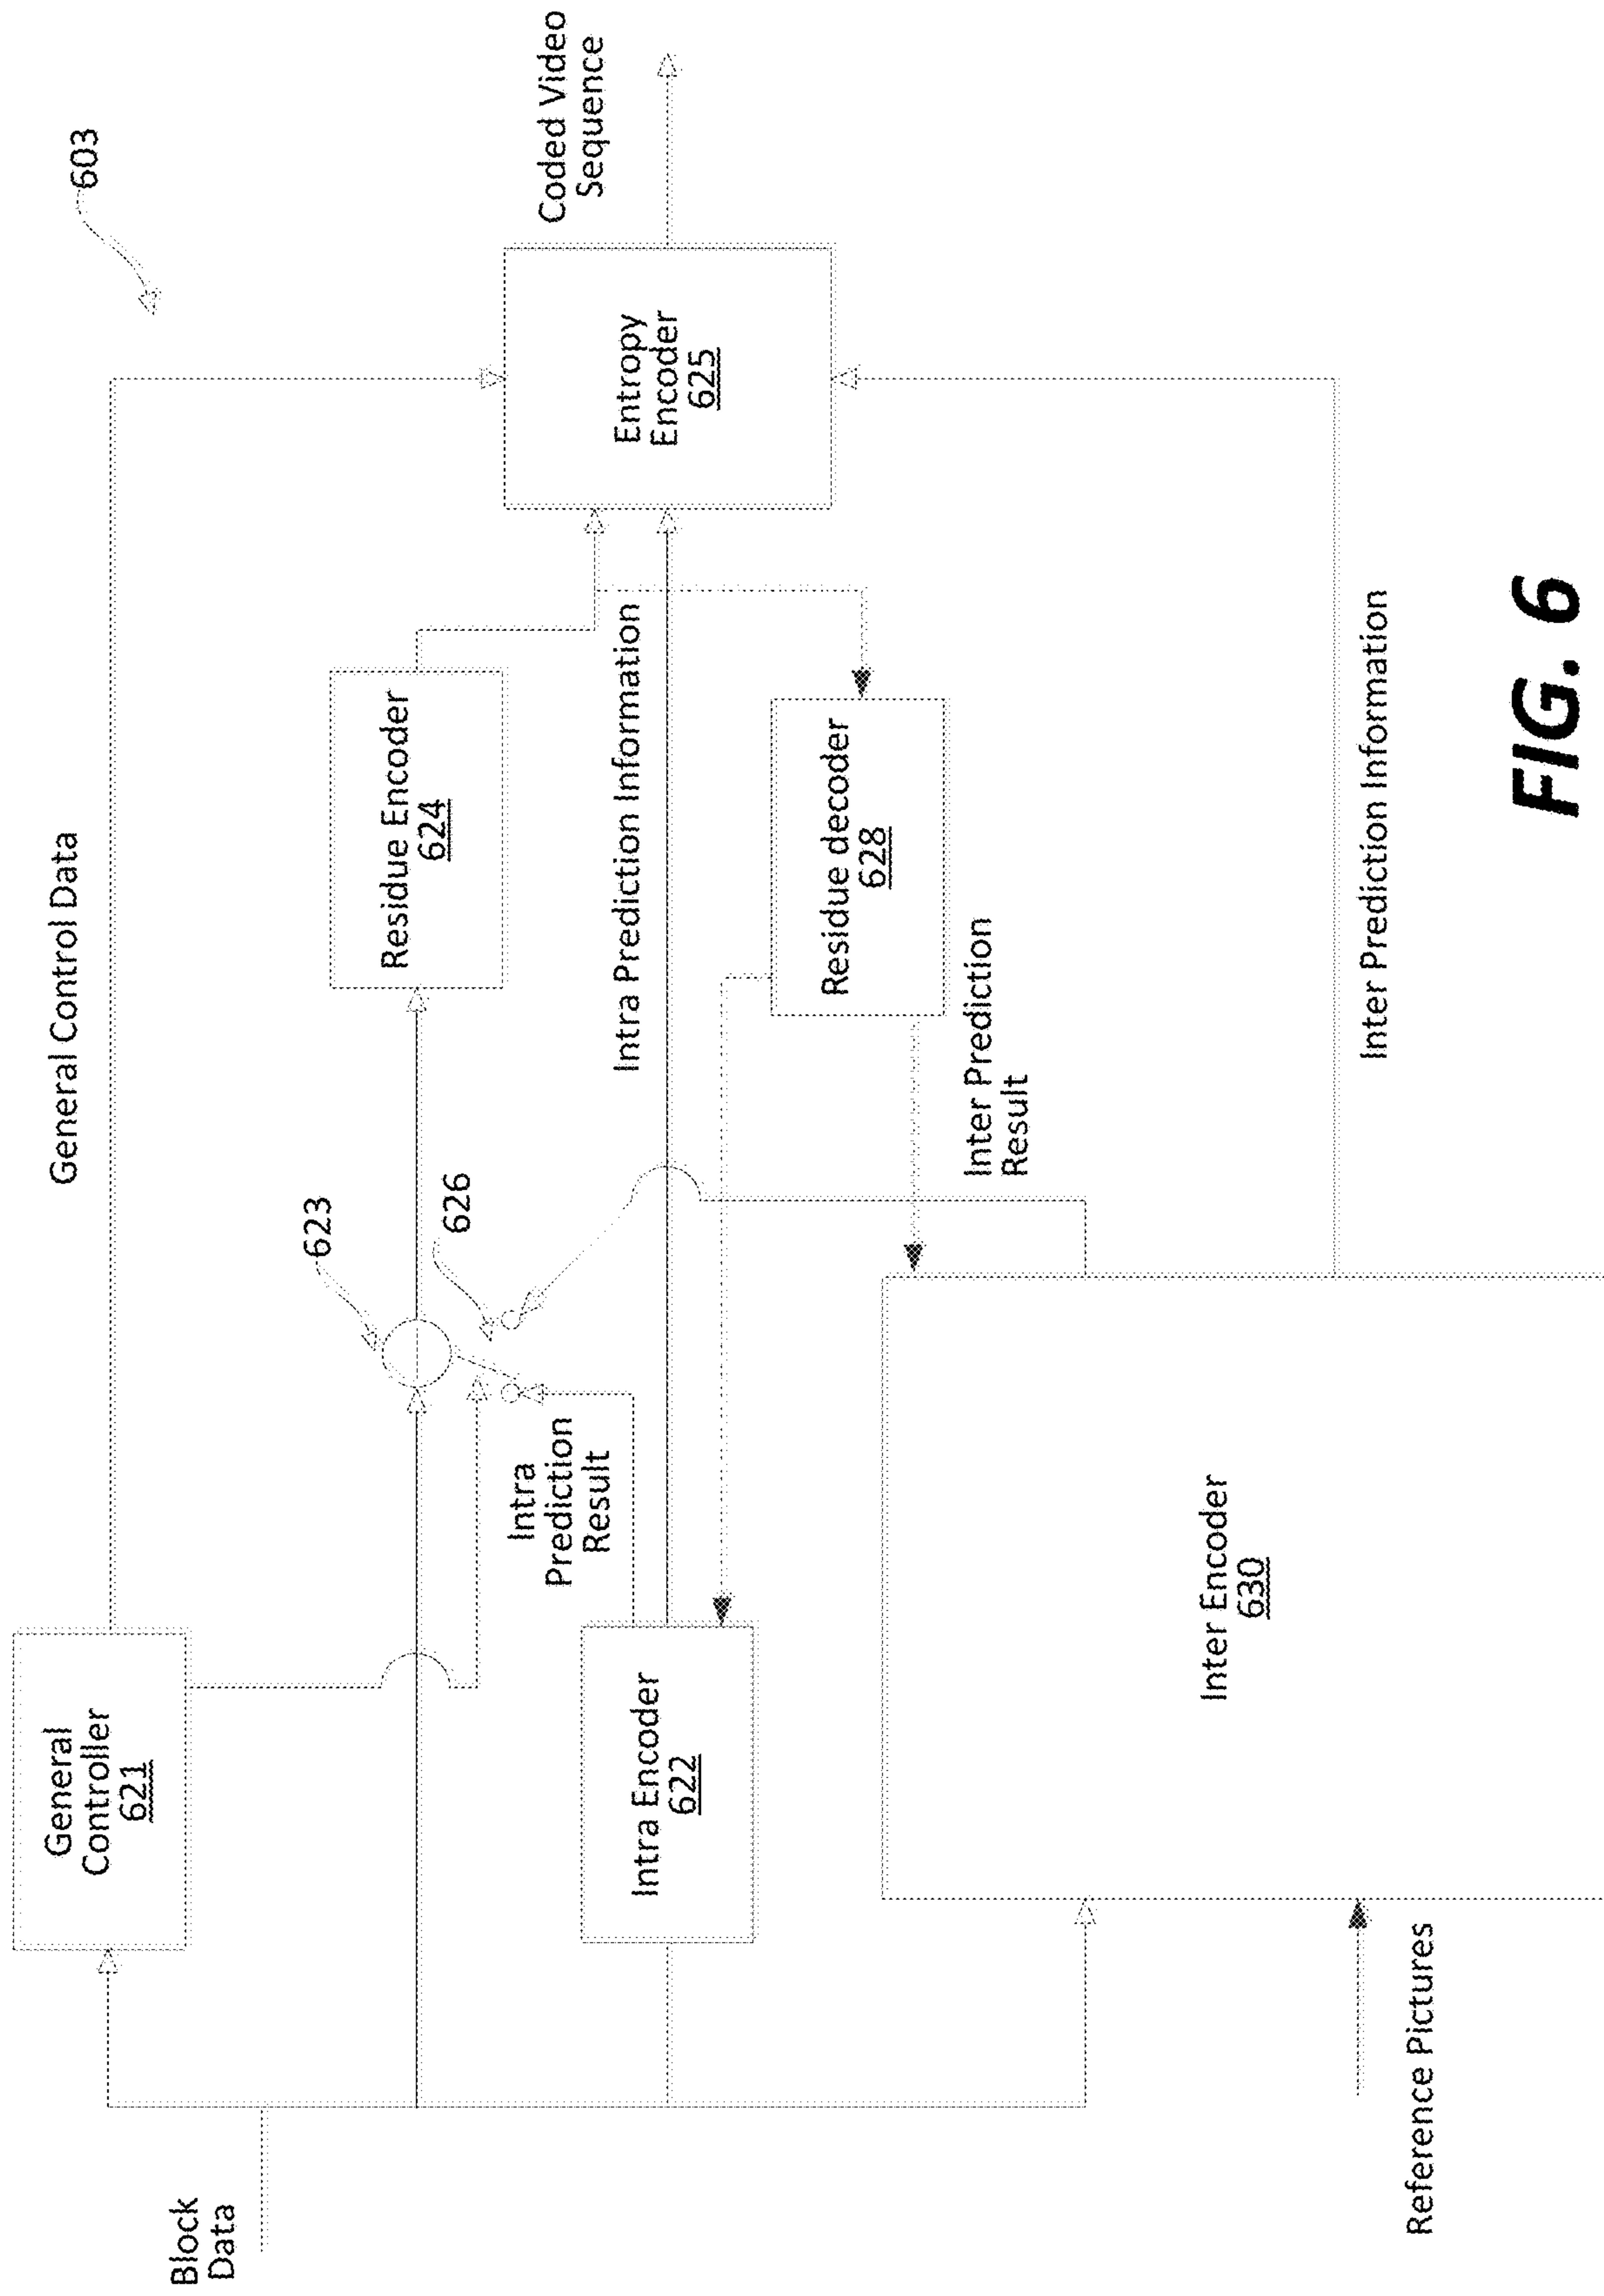 603
General Control Data
Coded Video
Sequence
General
Controller
621
623
626
Residue Encoder
624
Entropy
Encoder
625
Block
Data
Intra
Prediction
Result
Intra Prediction Information
Intra Encoder
622
Residue decoder
628
Inter Prediction
Result
Inter Encoder
630
Reference Pictures
Inter Prediction Information
FIG. 6